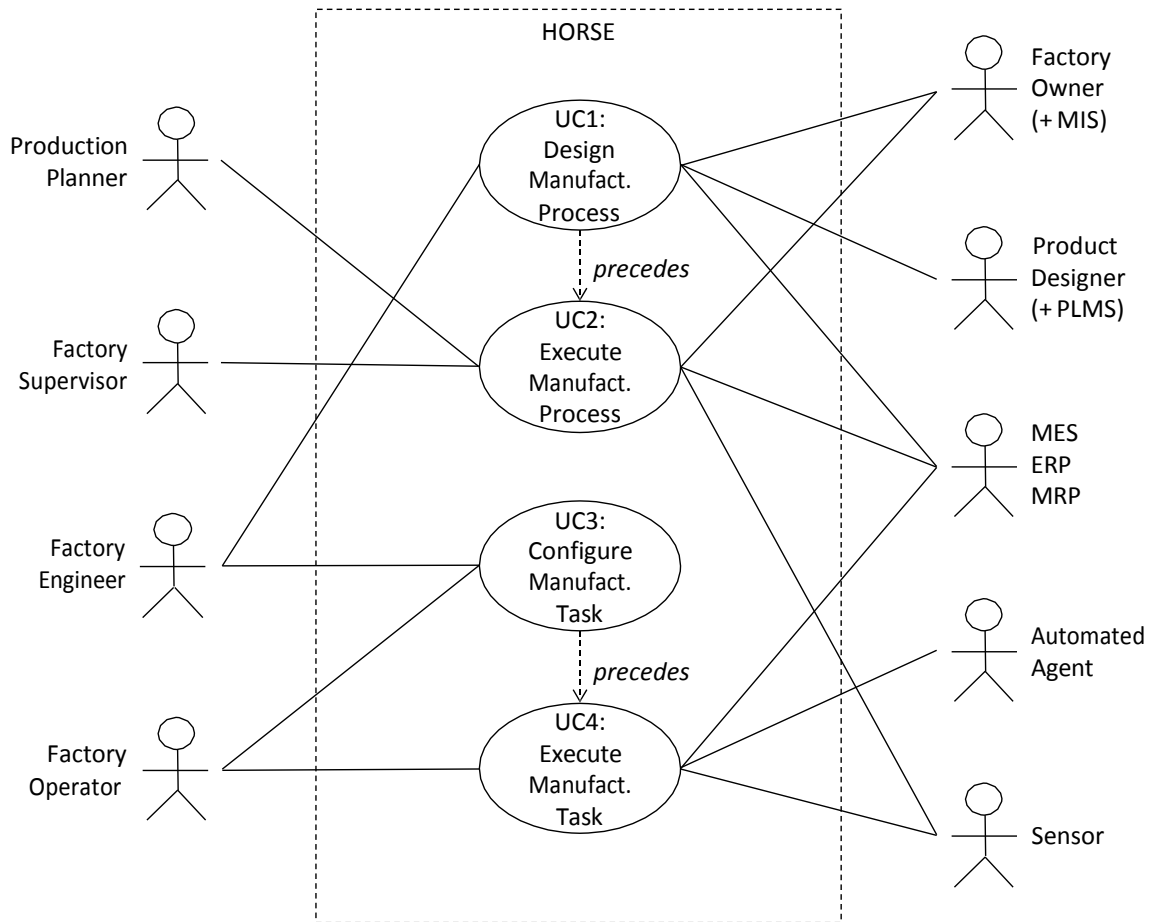 HORSE
Production
Planner
Factory
Supervisor
Factory
Engineer
Factory
Operator
UC1:
Design
Manufact.
Process
precedes
UC2:
Execute
Manufact.
Process
UC3:
Configure
Manufact.
Task
precedes
UC4:
Execute
Manufact.
Task
Factory
Owner
(+ MIS)
Product
Designer
(+ PLMS)
MES
ERP
MRP
Automated
Agent
Sensor